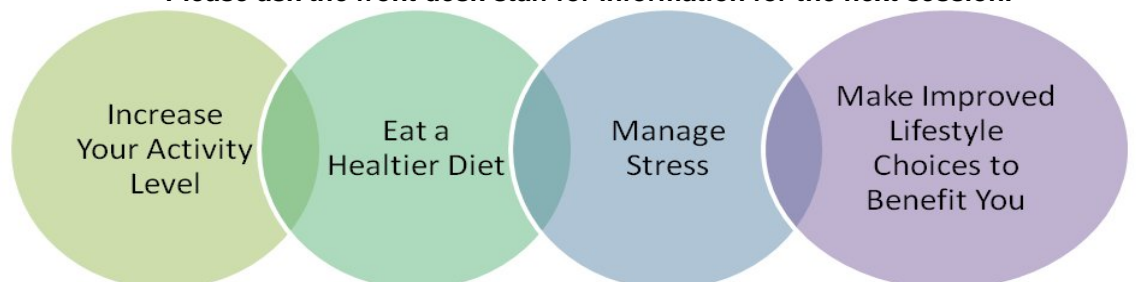 Please ask the front desk staff for information for the next session.
Increase
Your Activity
Level
Eat a
Healthier Diet
Manage
Stress
Make Improved
Lifestyle
Choices to
Benefit You